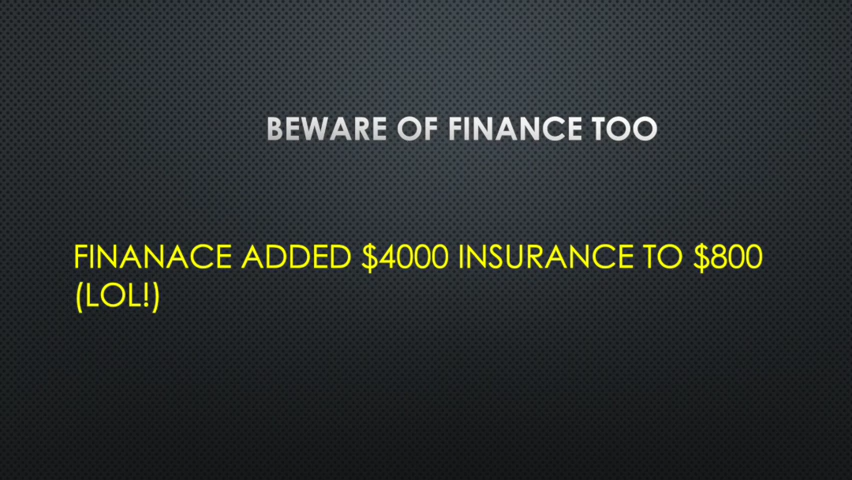 BEWARE OF FINANCE TOO
FINANACE ADDED $4000 INSURANCE TO $800
(LOL!)